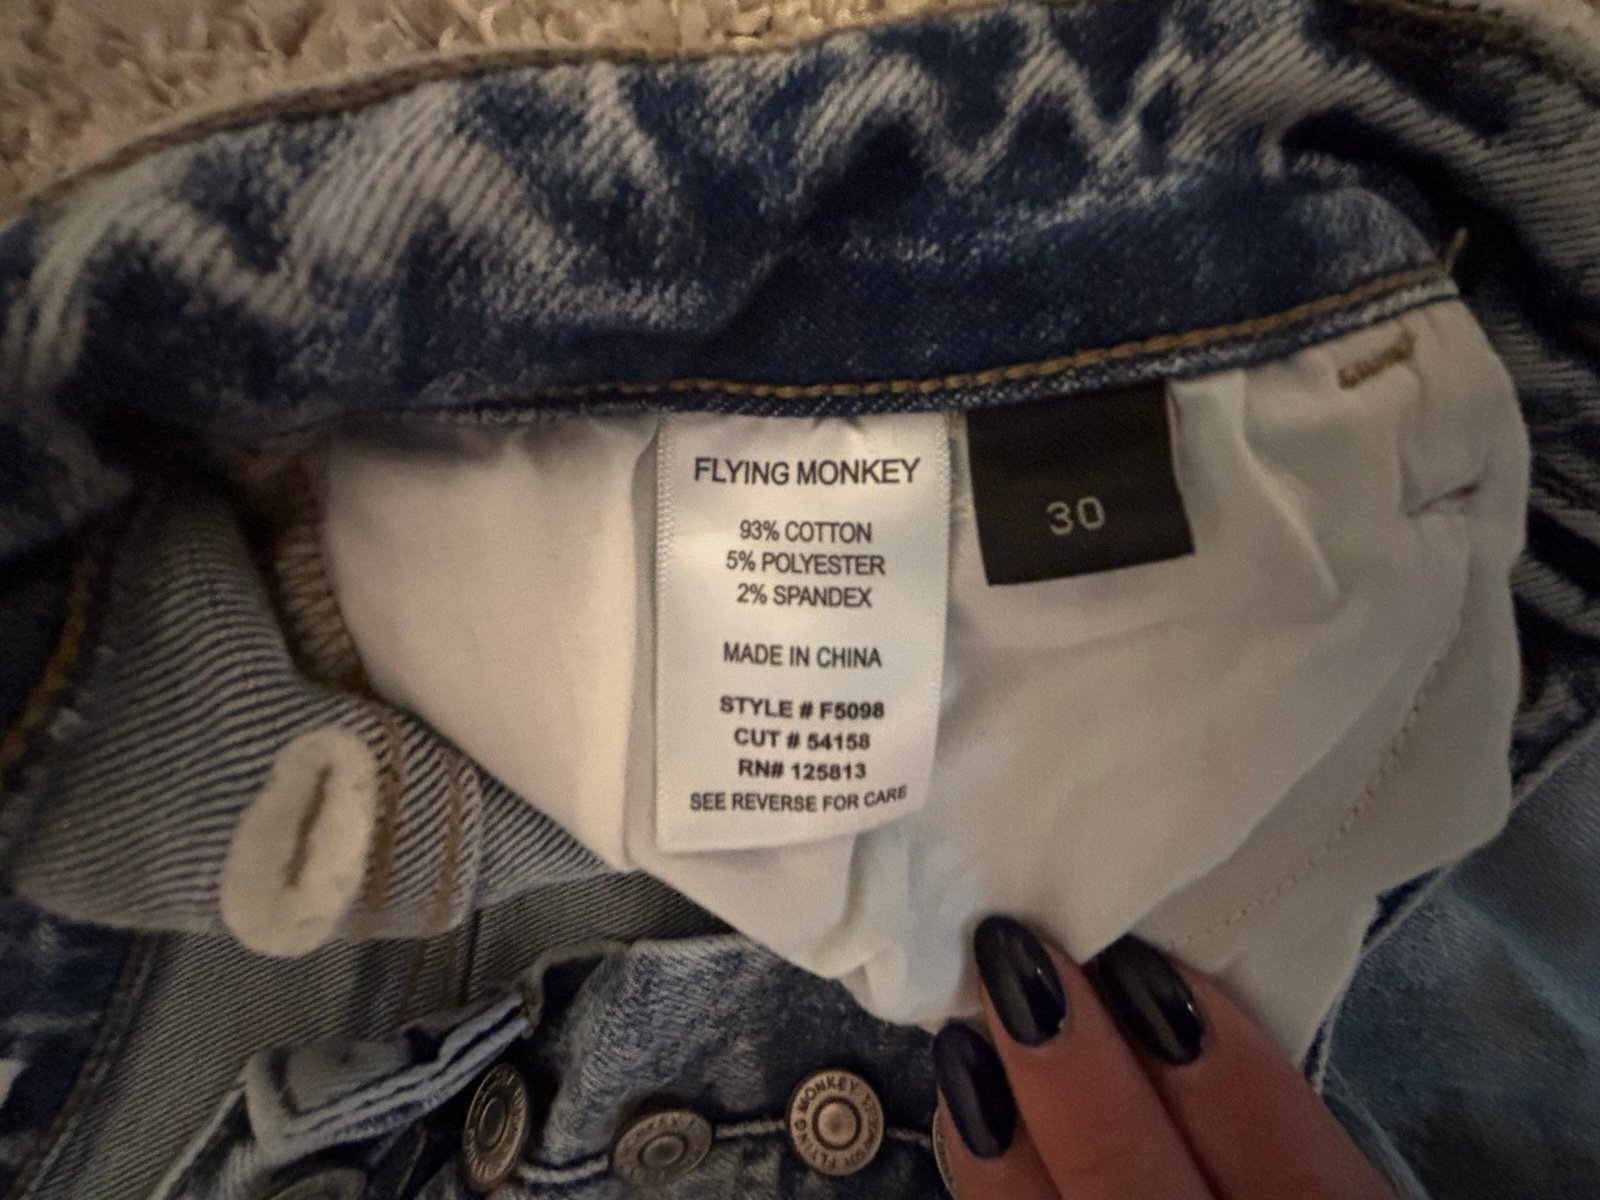 FLYING MONKEY
93% COTTON
5% POLYESTER
2% SPANDEX
MADE IN CHINA
STYLE # F5098
CUT # 54158
RN# 125813
SEE REVERSE FOR CARE
30
FLYING MONKEY